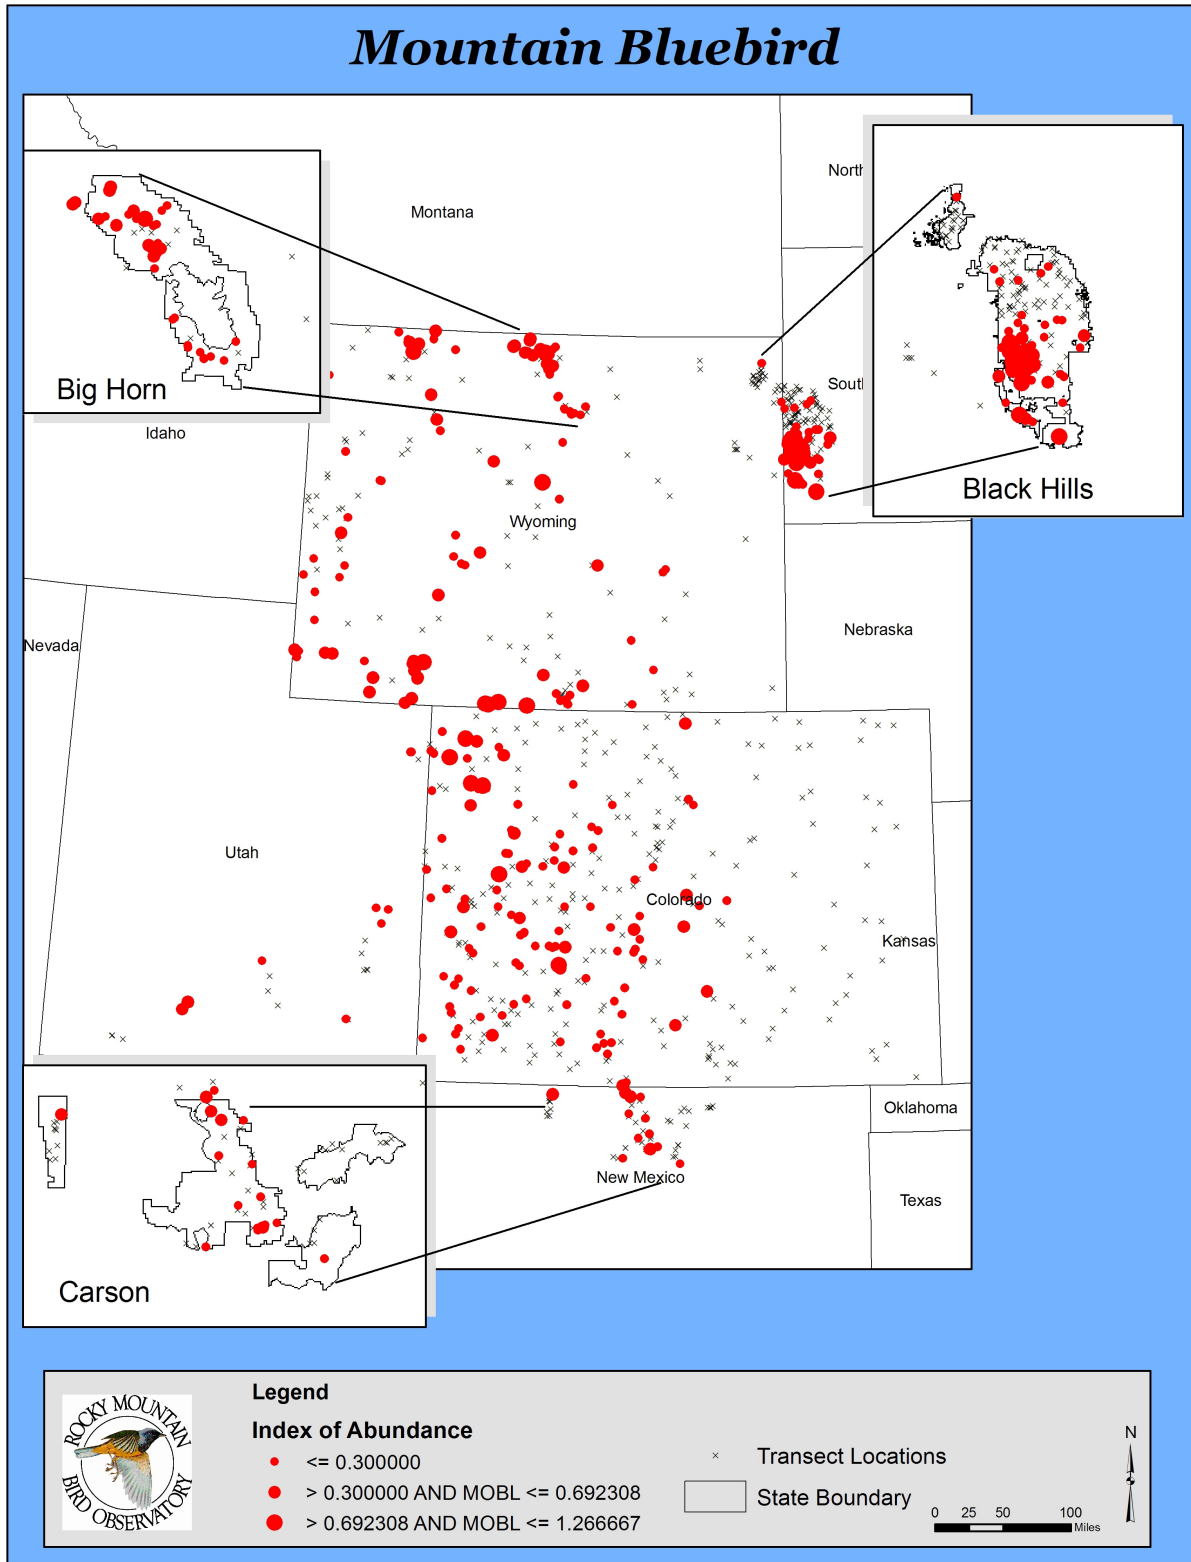 Mountain Bluebird
North
Montana
South
Big Horn
Idaho
Black Hills
Wyoming
Nevada
Nebraska
Utah
Colorado
Kansas
Oklahoma
New Mexico
Texas
Carson
Legend
Index of Abundance
<= 0.300000
> 0.300000 AND MOBL <= 0.692308
> 0.692308 AND MOBL <= 1.266667
Transect Locations
State Boundary
ROCKY MOUNTAIN
BIRD OBSERVATORY
N
0 25 50 100
Miles